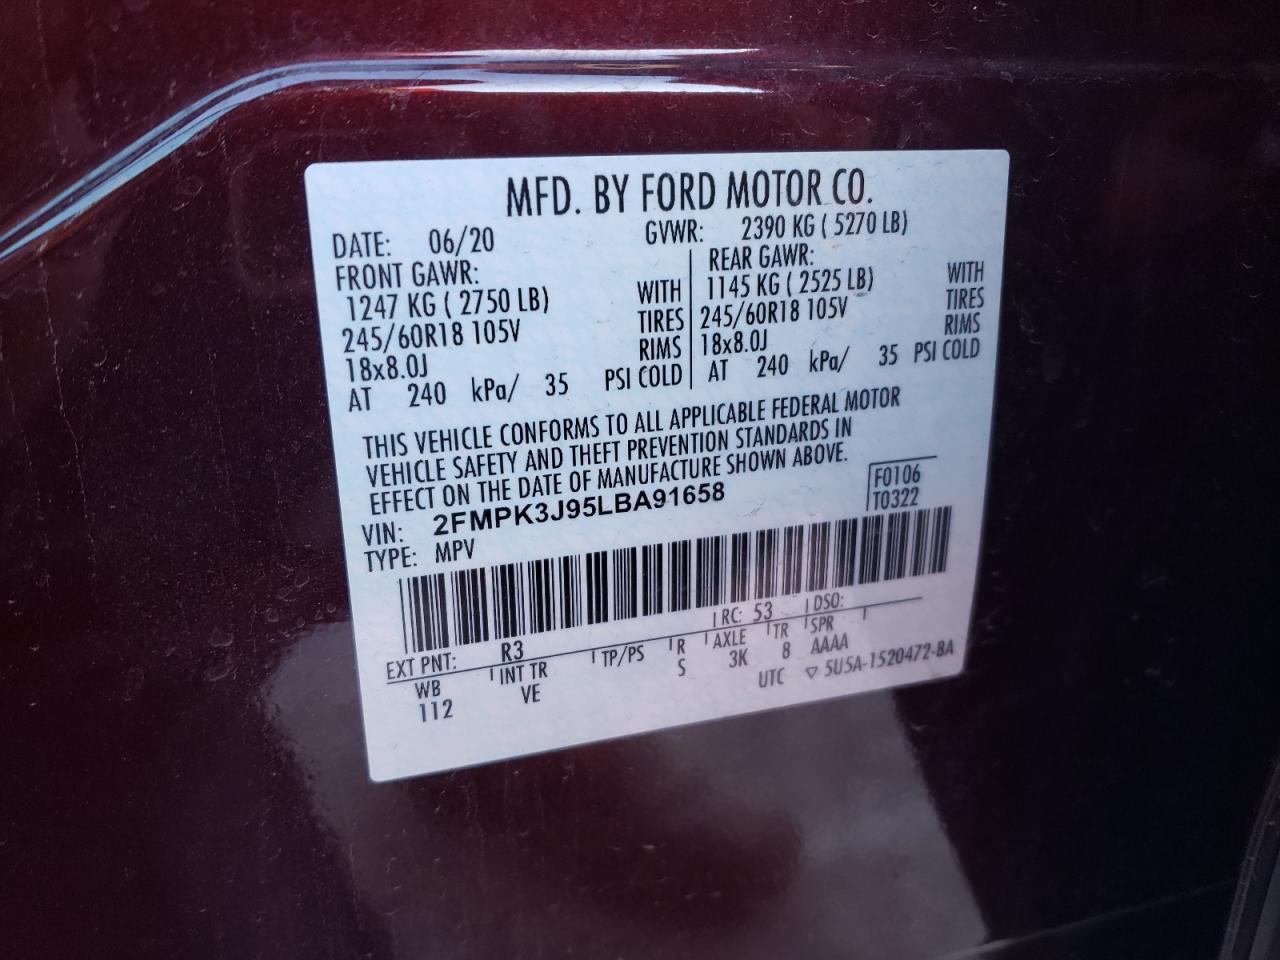 MFD. BY FORD MOTOR CO.
DATE: 06/20 GVWR: 2390 KG ( 5270 LB)
FRONT GAWR: REAR GAWR:
1247 KG ( 2750 LB) WITH 1145 KG ( 2525 LB) WITH
245/60R18 105V TIRES 245/60R18 105V TIRES
18x8.0J RIMS 18x8.0J RIMS
AT 240 kPa/ 35 PSI COLD AT 240 kPa/ 35 PSI COLD
THIS VEHICLE CONFORMS TO ALL APPLICABLE FEDERAL MOTOR
VEHICLE SAFETY AND THEFT PREVENTION STANDARDS IN
EFFECT ON THE DATE OF MANUFACTURE SHOWN ABOVE.
VIN: 2FMPK3J95LBA91658 F0106
TYPE: MPV T0322
EXT PNT: R3 RC: 53 DSO:
WB INT TR TP/PS R AXLE TR SPR
112 VE S 3K 8 AAAA
UTC ▽ 5U5A-1520472-BA